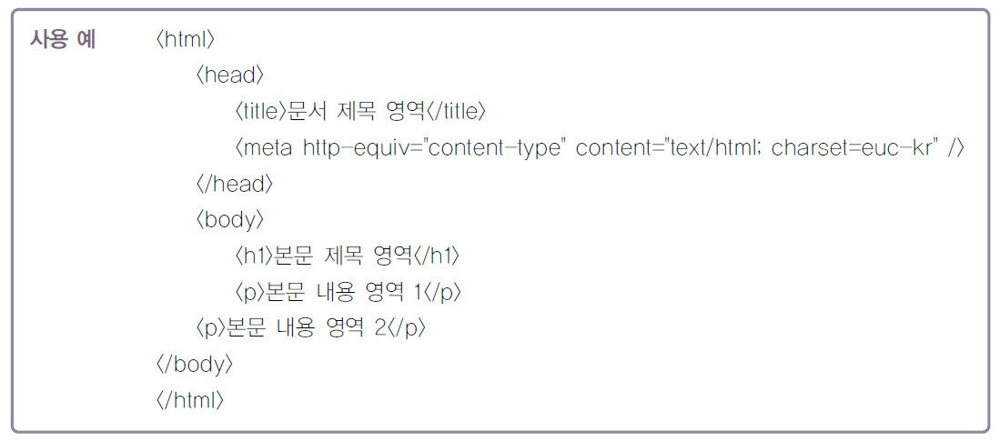 사용 예 <html>
<head>
<title>문서 제목 영역</title>
<meta http-equiv="content-type" content="text/html; charset=euc-kr" />
</head>
<body>
<h1>본문 제목 영역</h1>
<p>본문 내용 영역 1</p>
<p>본문 내용 영역 2</p>
</body>
</html>